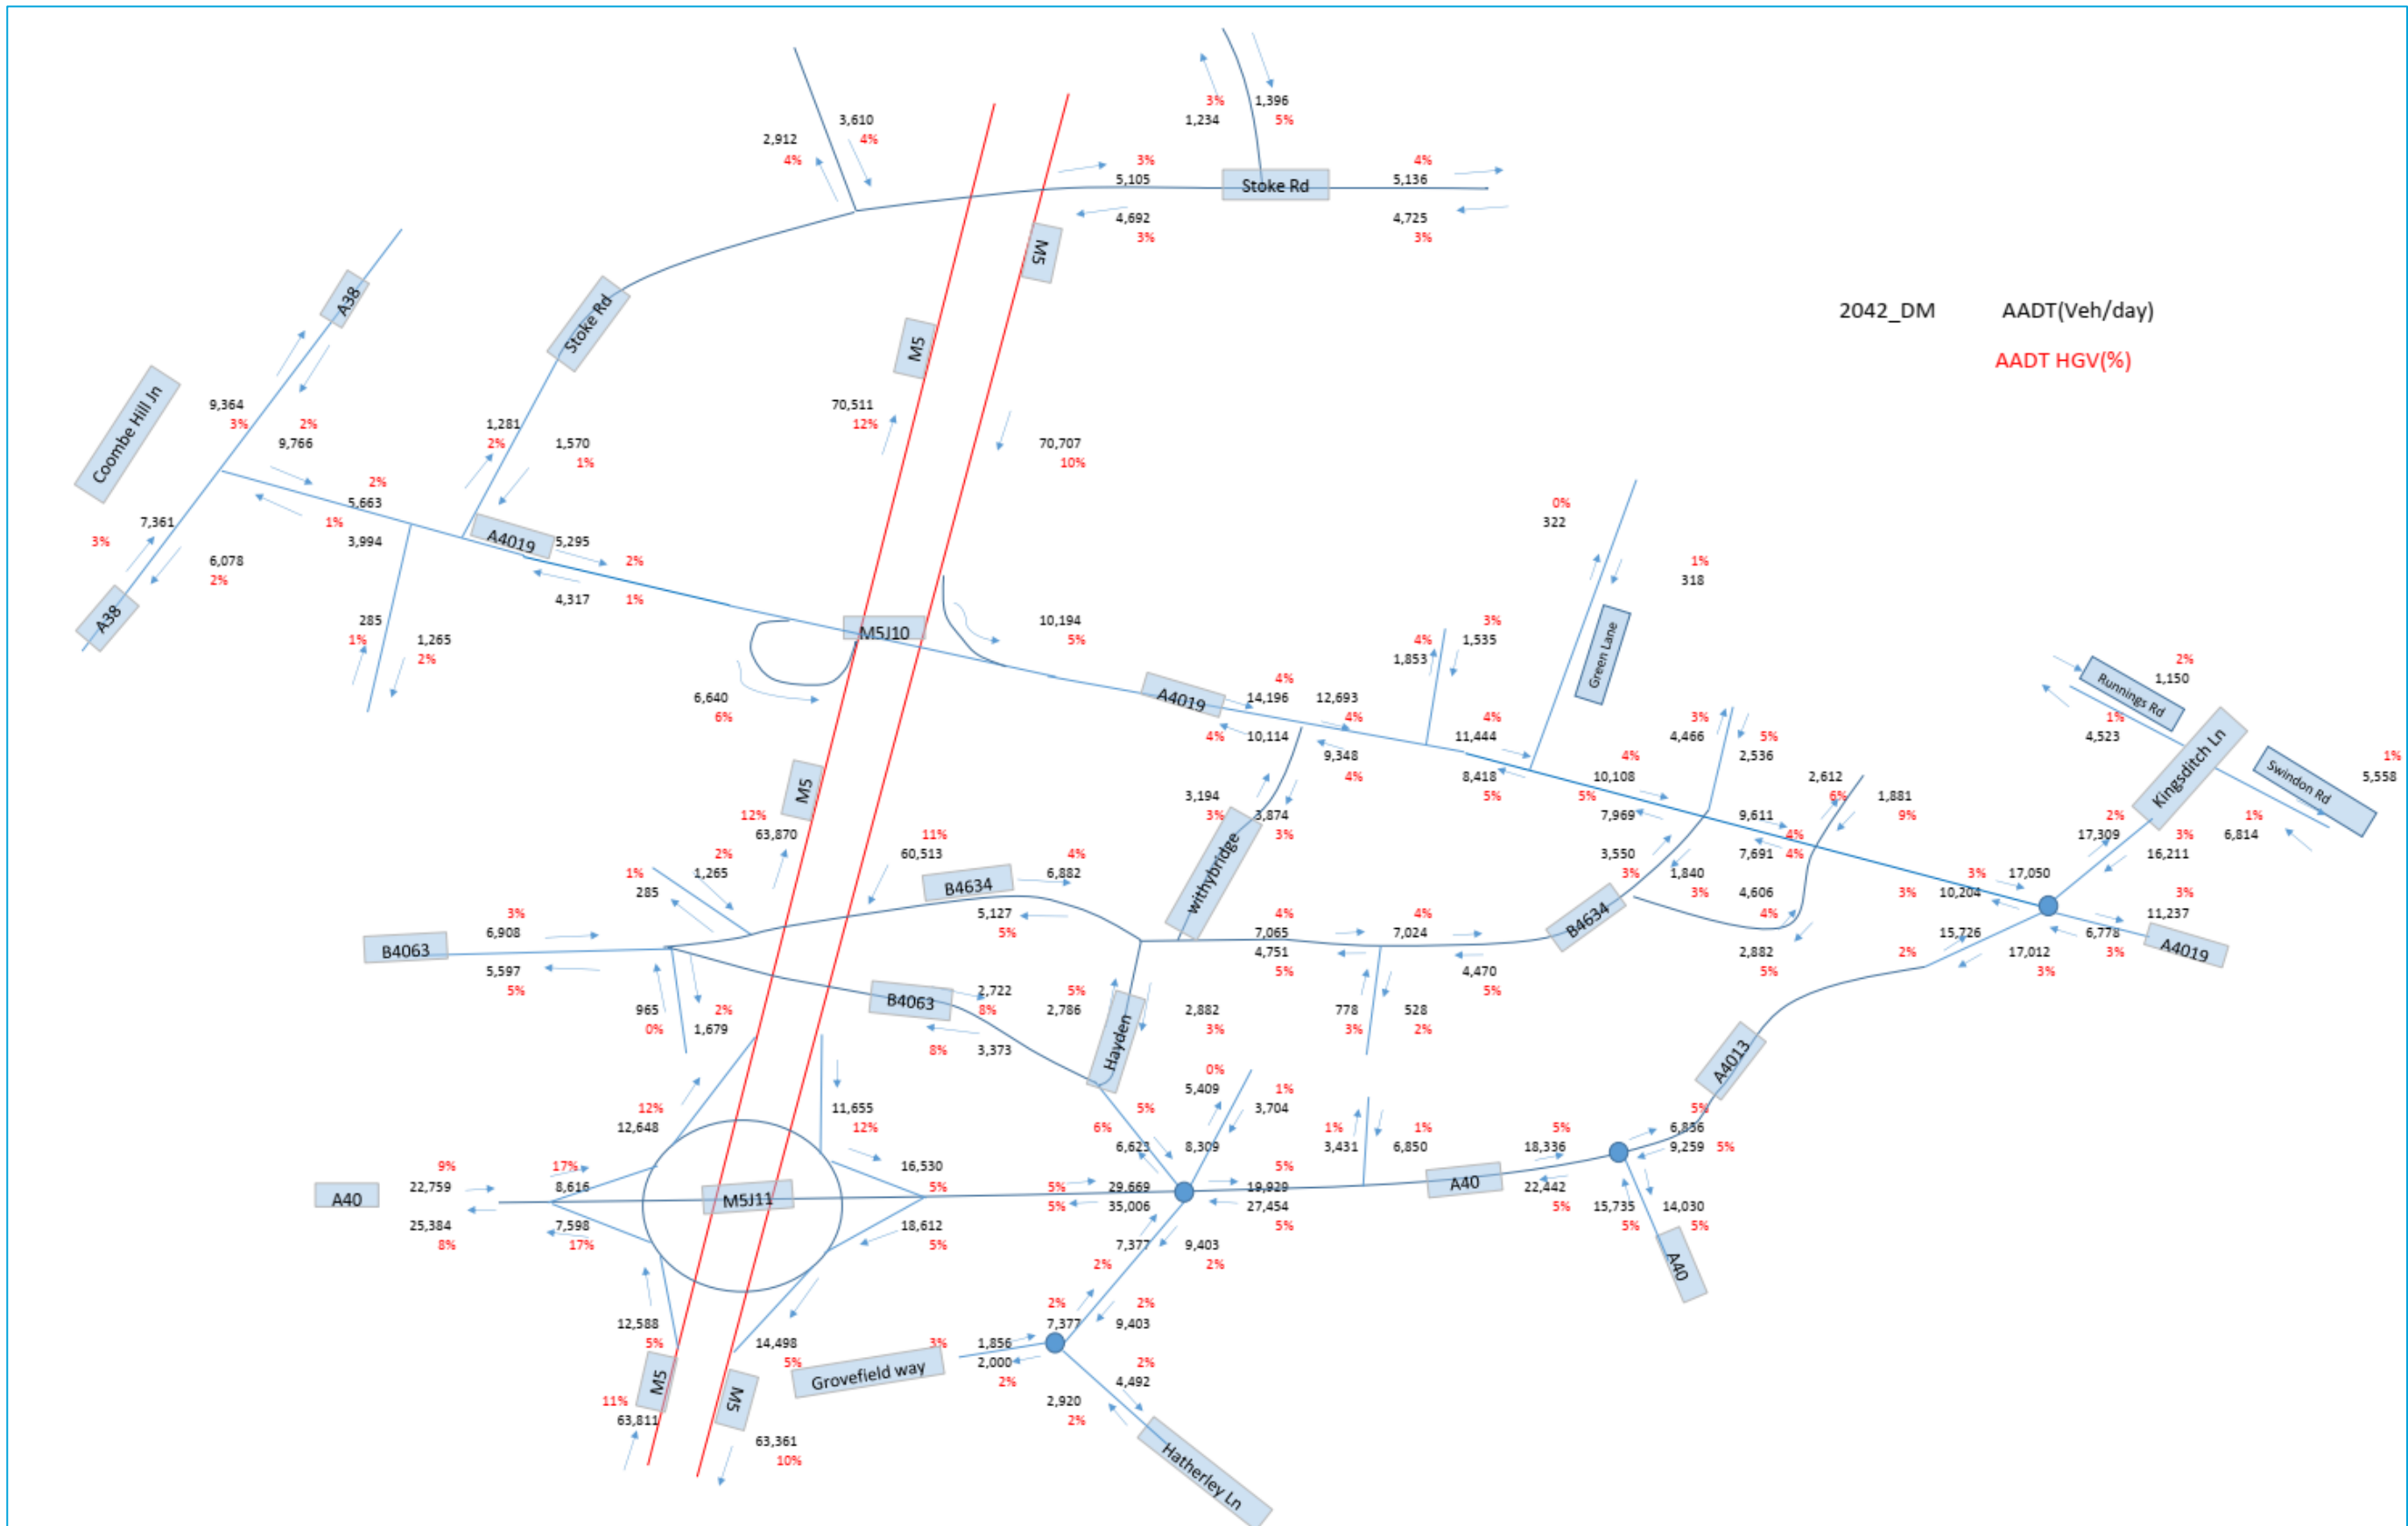 3% 1,396
1,234 5%
3,610
2,912 4%
4%
3% 4%
5,105 Stoke Rd 5,136
4,692 4,725
3% 3%
M5
A38
Stoke Rd
2042_DM AADT(Veh/day)
M5
AADT HGV(%)
Coombe Hill Jn
9,364 70,511
3% 2% 1,281 12%
9,766 2% 1,570 70,707
1% 10%
2%
5,663
7,361 1% 0%
3% 3,994 A4019 5,295 322
6,078 2% 1%
2% 318
A38
4,317 1%
285 M5J10 10,194 3%
1% 1,265 5% 4% 1,535
2% 1,853
Green Lane
2%
Runnings Rd 1,150
6,640 A4019 4%
6% 14,196 12,693
4% 4% 3% 1%
4% 10,114 11,444 4,466 5% 4,523
9,348 4% 2,536
4% 8,418 10,108 2,612 Kingsditch Ln 1%
5% 5% 6% 1,881 Swindon Rd 5,558
M5
3,194 7,969 9,611 9% 2% 1%
12% 3% 3,874 4% 17,309 3% 6,814
63,870 11% withybridge 3% 3,550 7,691 4% 16,211
2% 60,513 4%
1% 1,265 B4634 6,882 3% 1,840 3% 17,050
285 3% 4,606 3% 10,204 3%
3% 5,127 4% 4% B4634 4% 11,237
B4063 6,908 5% 7,065 7,024 15,726 6,778
5,597 4,751 2,882 2% 17,012 3% A4019
5% 5% 4,470 5% 3%
2,722 5% 5%
B4063 8% 2,786
965 2% 2,882 778 528
0% 1,679 Hayden 3% 3% 2%
8% 3,373 A4013
0%
5,409 1%
12% 11,655 5% 3,704 5%
12,648 12% 6% 1% 1% 5% 6,836
6,623 8,309 3,431 6,850 18,336 9,259 5%
9% 17% 16,530 5%
A40 22,759 8,616 M5J11 5% 5% 29,669 19,929 A40 22,442
25,384 7,598 18,612 5% 35,006 27,454 5% 15,735 14,030
8% 17% 5% 5% 5% 5%
7,377 9,403
2% 2% A40
2% 2%
12,588 7,377 9,403
5% 14,498 3% 1,856
5% Grovefield way 2,000 2%
M5 M5 2% 4,492
11% 2,920
63,811 2%
63,361 Hatherley Ln
10%